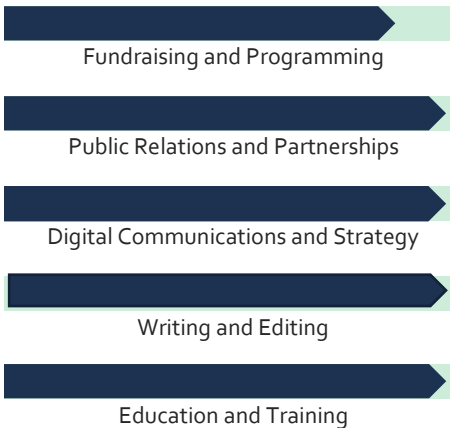 Fundraising and Programming
Public Relations and Partnerships
Digital Communications and Strategy
Writing and Editing
Education and Training